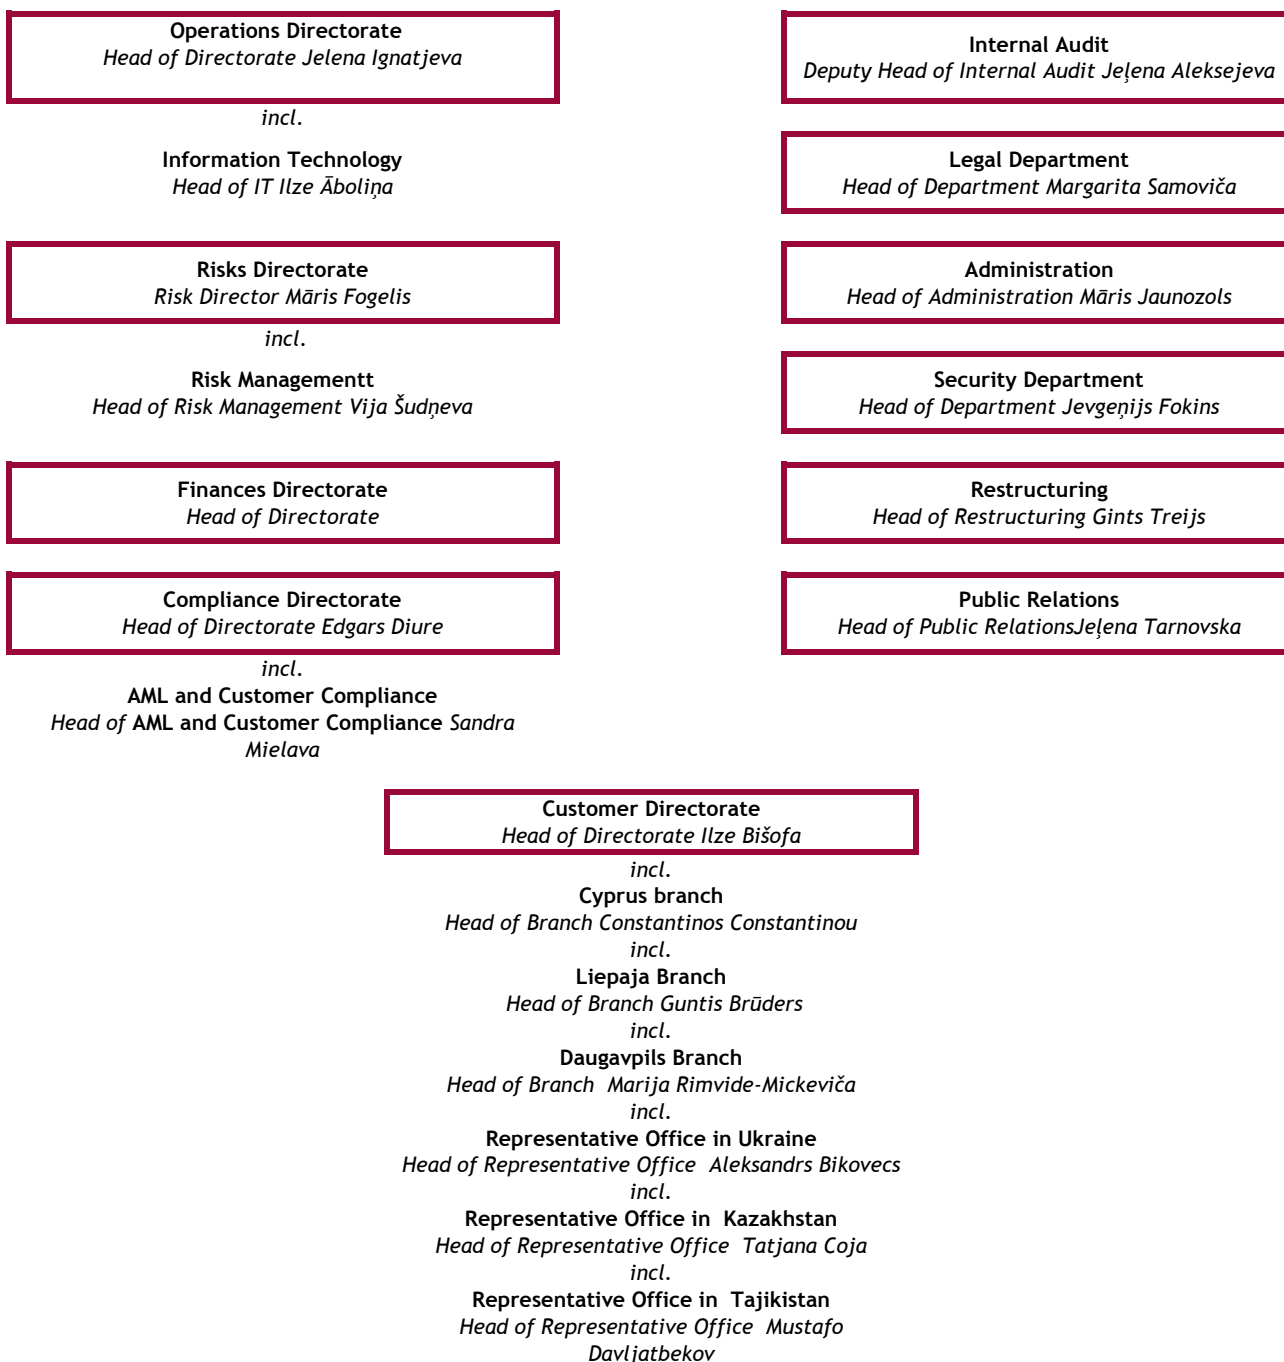 Operations Directorate
Head of Directorate Jelena Ignatjeva
incl.
Information Technology
Head of IT Ilze Āboliņa
Risks Directorate
Risk Director Māris Fogelis
incl.
Risk Managementt
Head of Risk Management Vija Šudņeva
Finances Directorate
Head of Directorate
Compliance Directorate
Head of Directorate Edgars Diure
incl.
AML and Customer Compliance
Head of AML and Customer Compliance Sandra
Mielava
Internal Audit
Deputy Head of Internal Audit Jeļena Aleksejeva
Legal Department
Head of Department Margarita Samoviča
Administration
Head of Administration Māris Jaunozols
Security Department
Head of Department Jevgeņijs Fokins
Restructuring
Head of Restructuring Gints Treijs
Public Relations
Head of Public RelationsJeļena Tarnovska
Customer Directorate
Head of Directorate Ilze Bišofa
incl.
Cyprus branch
Head of Branch Constantinos Constantinou
incl.
Liepaja Branch
Head of Branch Guntis Brūders
incl.
Daugavpils Branch
Head of Branch  Marija Rimvide-Mickeviča
incl.
Representative Office in Ukraine
Head of Representative Office  Aleksandrs Bikovecs
incl.
Representative Office in  Kazakhstan
Head of Representative Office  Tatjana Coja
incl.
Representative Office in  Tajikistan
Head of Representative Office  Mustafo
Davljatbekov